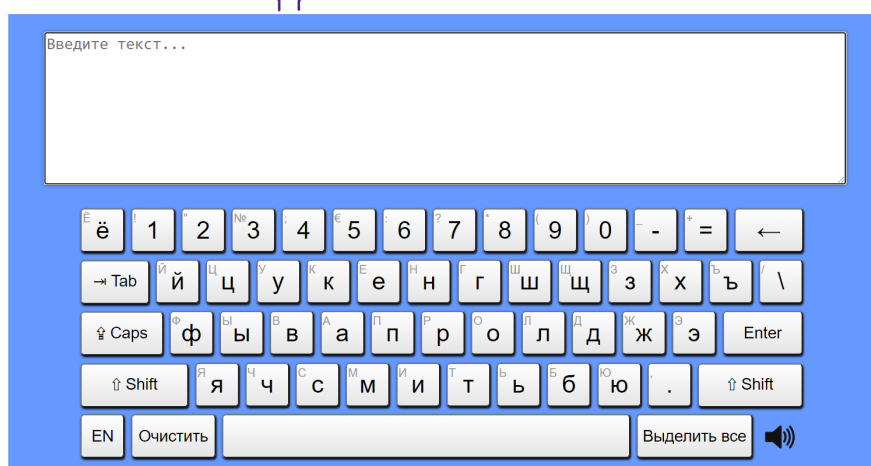 Введите текст...
Ё ё ! 1 " 2 № 3 ; 4 € 5 : 6 ? 7 * 8 ( 9 ) 0 _ - + = ←
⇥ Tab Й й Ц ц У у К к Е е Н н Г г Ш ш Щ щ З з Х х Ъ ъ / \
⇪ Caps Ф ф Ы ы В в А а П п Р р О о Л л Д д Ж ж Э э Enter
⇧ Shift Я я Ч ч С с М м И и Т т Ь ь Б б Ю ю , . ⇧ Shift
EN Очистить Выделить все